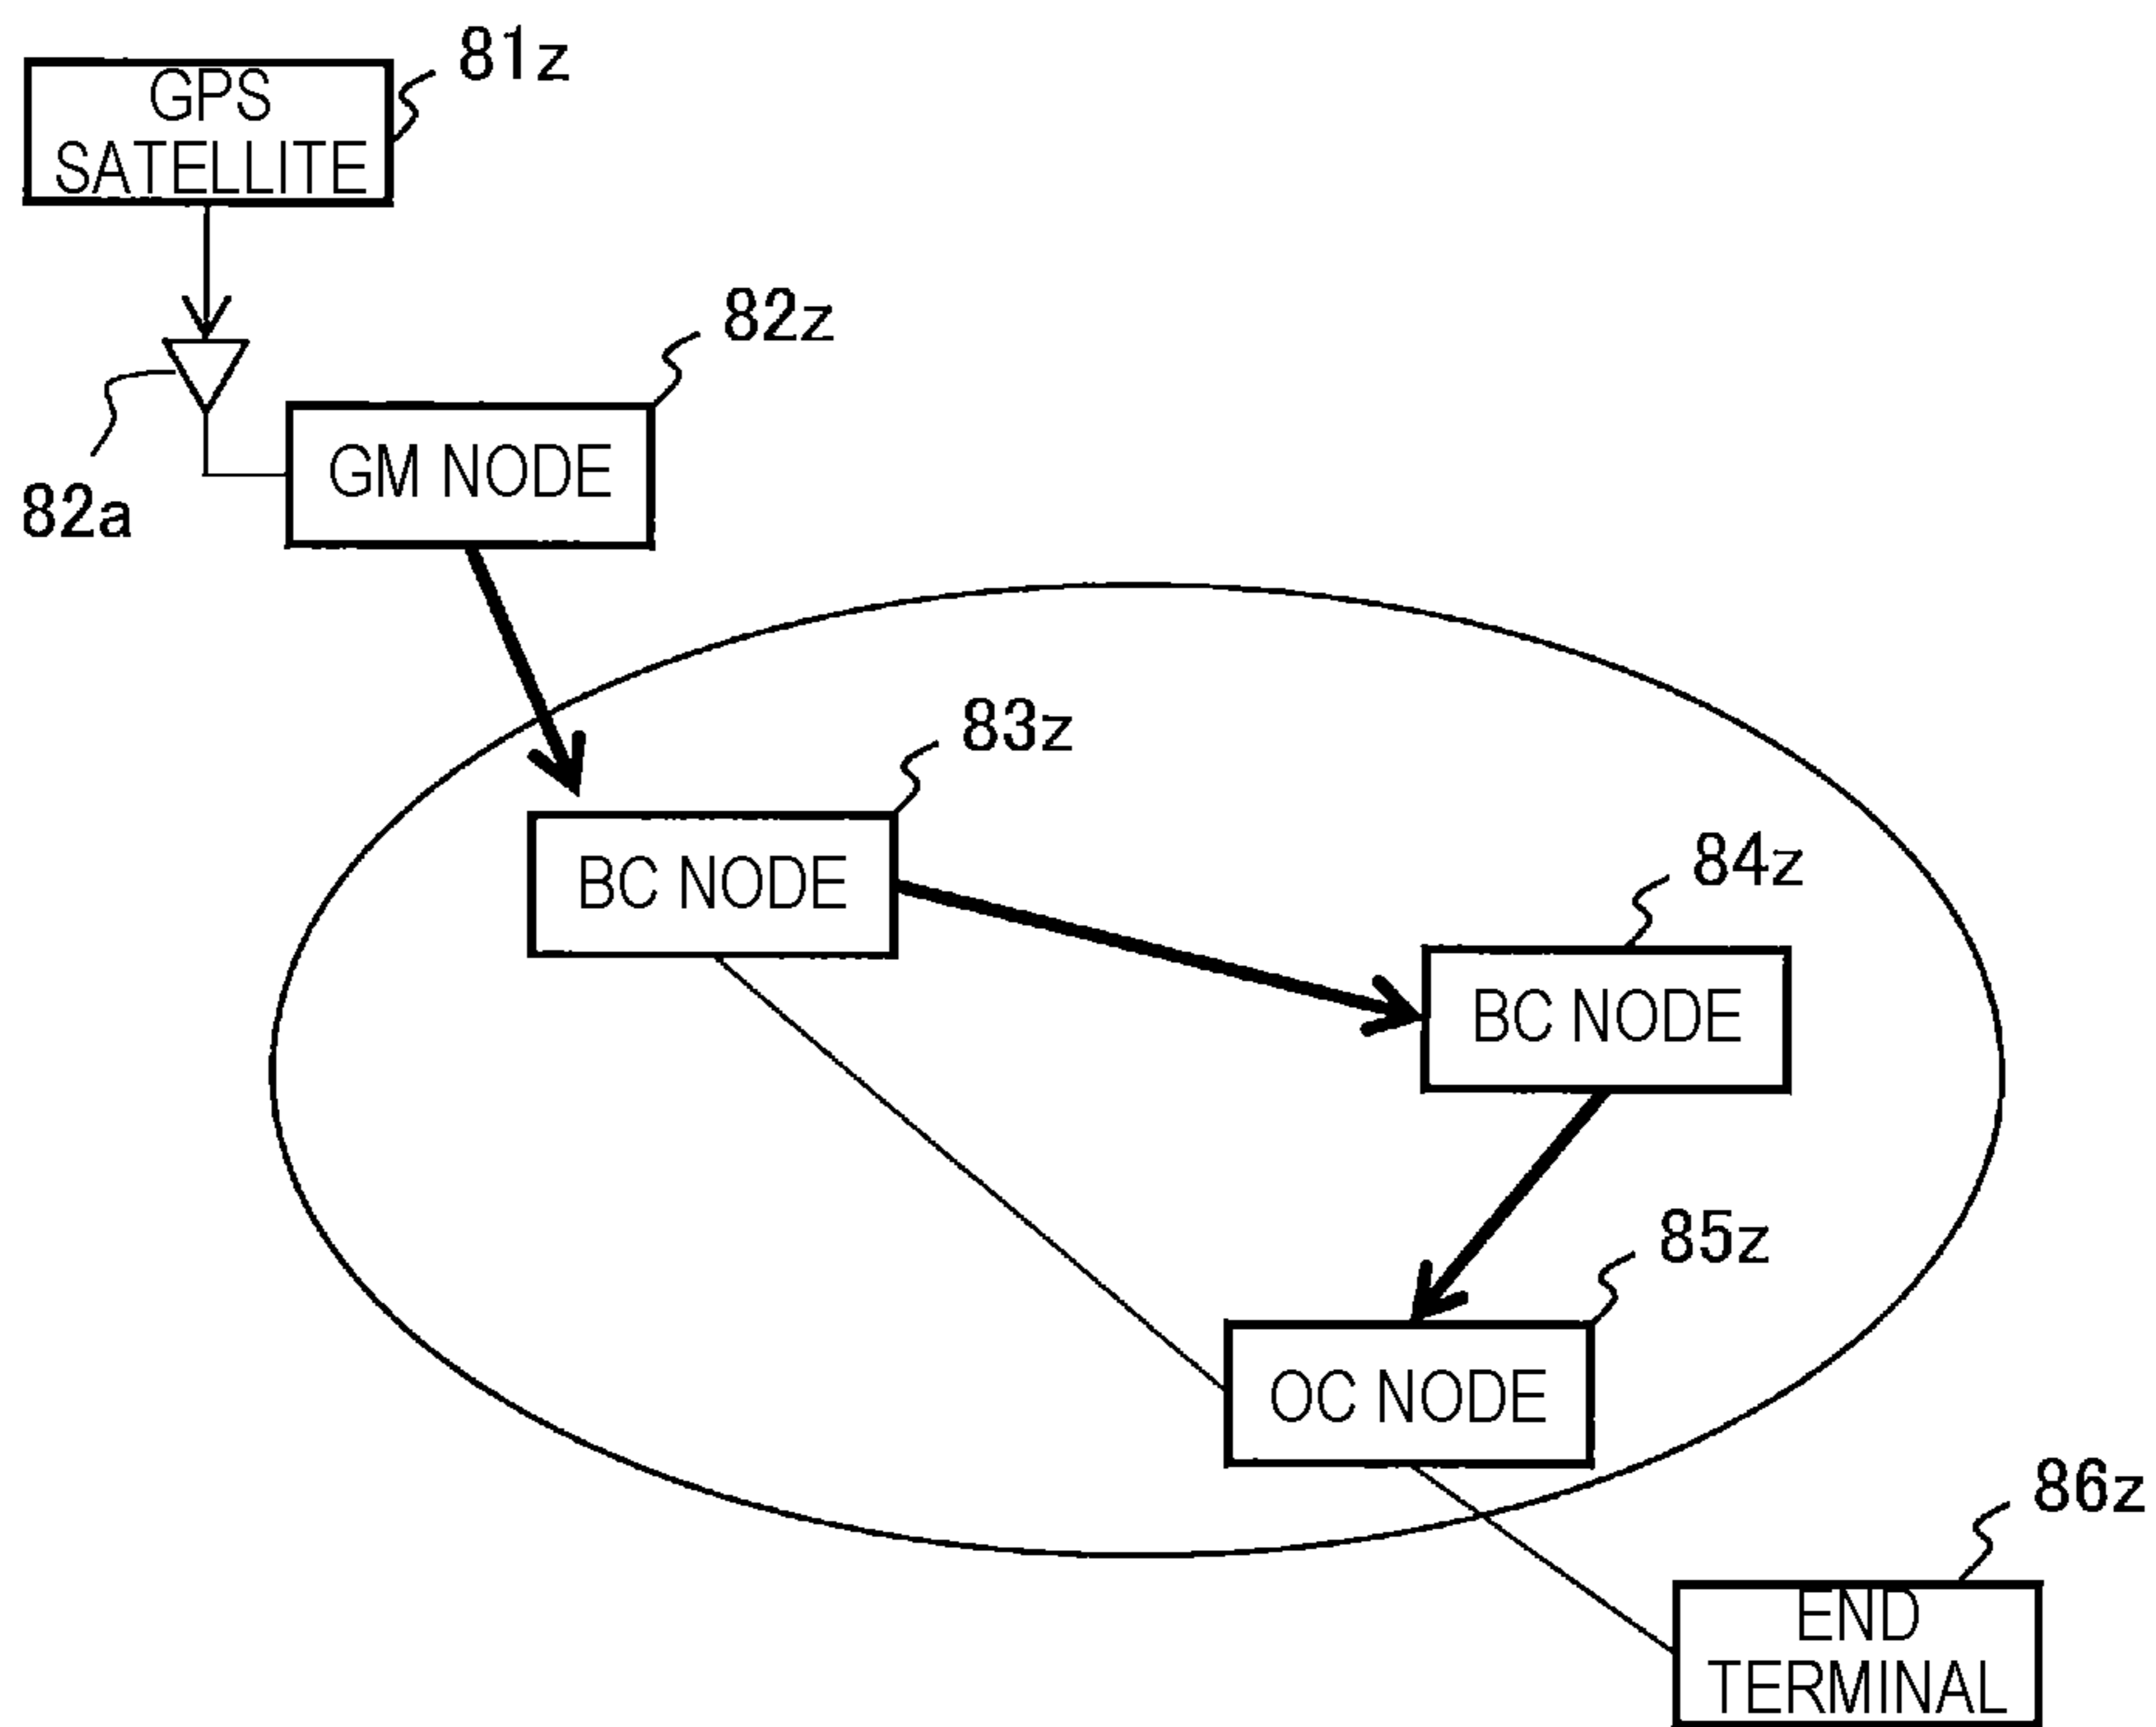 81z
GPS
SATELLITE
82z
GM NODE
82a
83z
BC NODE
84z
BC NODE
85z
OC NODE
86z
END
TERMINAL